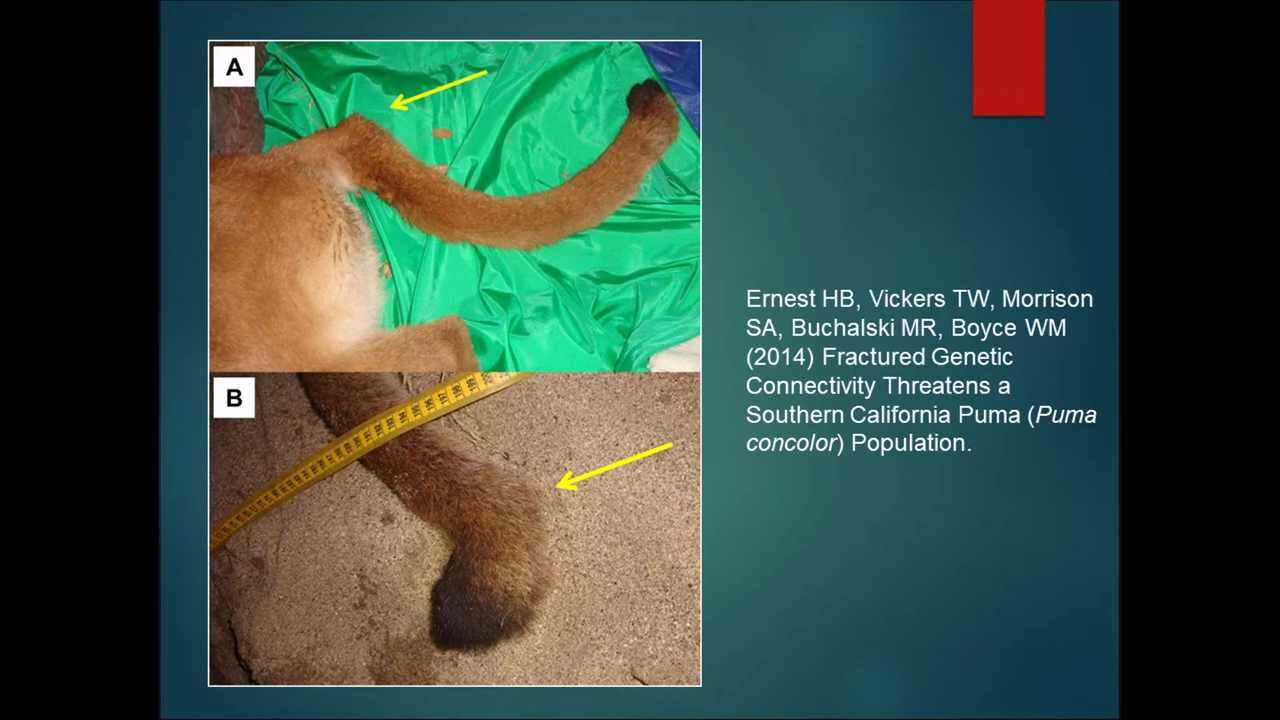 A
B
Ernest HB, Vickers TW, Morrison
SA, Buchalski MR, Boyce WM
(2014) Fractured Genetic
Connectivity Threatens a
Southern California Puma (Puma
concolor) Population.